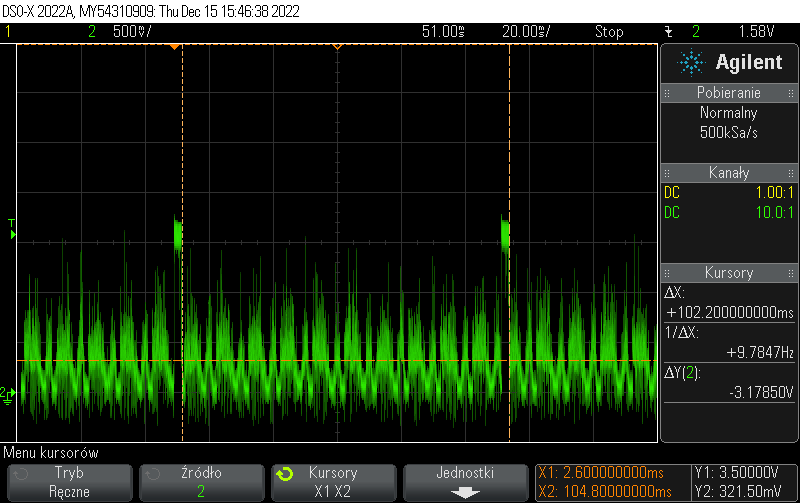 DSO-X 2022A, MY54310909: Thu Dec 15 15:46:38 2022
1 2 500V/ 51.00s 20.00s/ Stop 2 1.58V
Agilent
Pobieranie
Normalny
500kSa/s
Kanały
DC 1.00:1
DC 10.0:1
Kursory
ΔX:
+102.200000000ms
1/ΔX:
+9.7847Hz
ΔY(2):
-3.17850V
T
2
Menu kursorów
Tryb
Ręczne
Źródło
2
Kursory
X1 X2
Jednostki
X1: 2.600000000ms
X2: 104.80000000ms
Y1: 3.50000V
Y2: 321.50mV